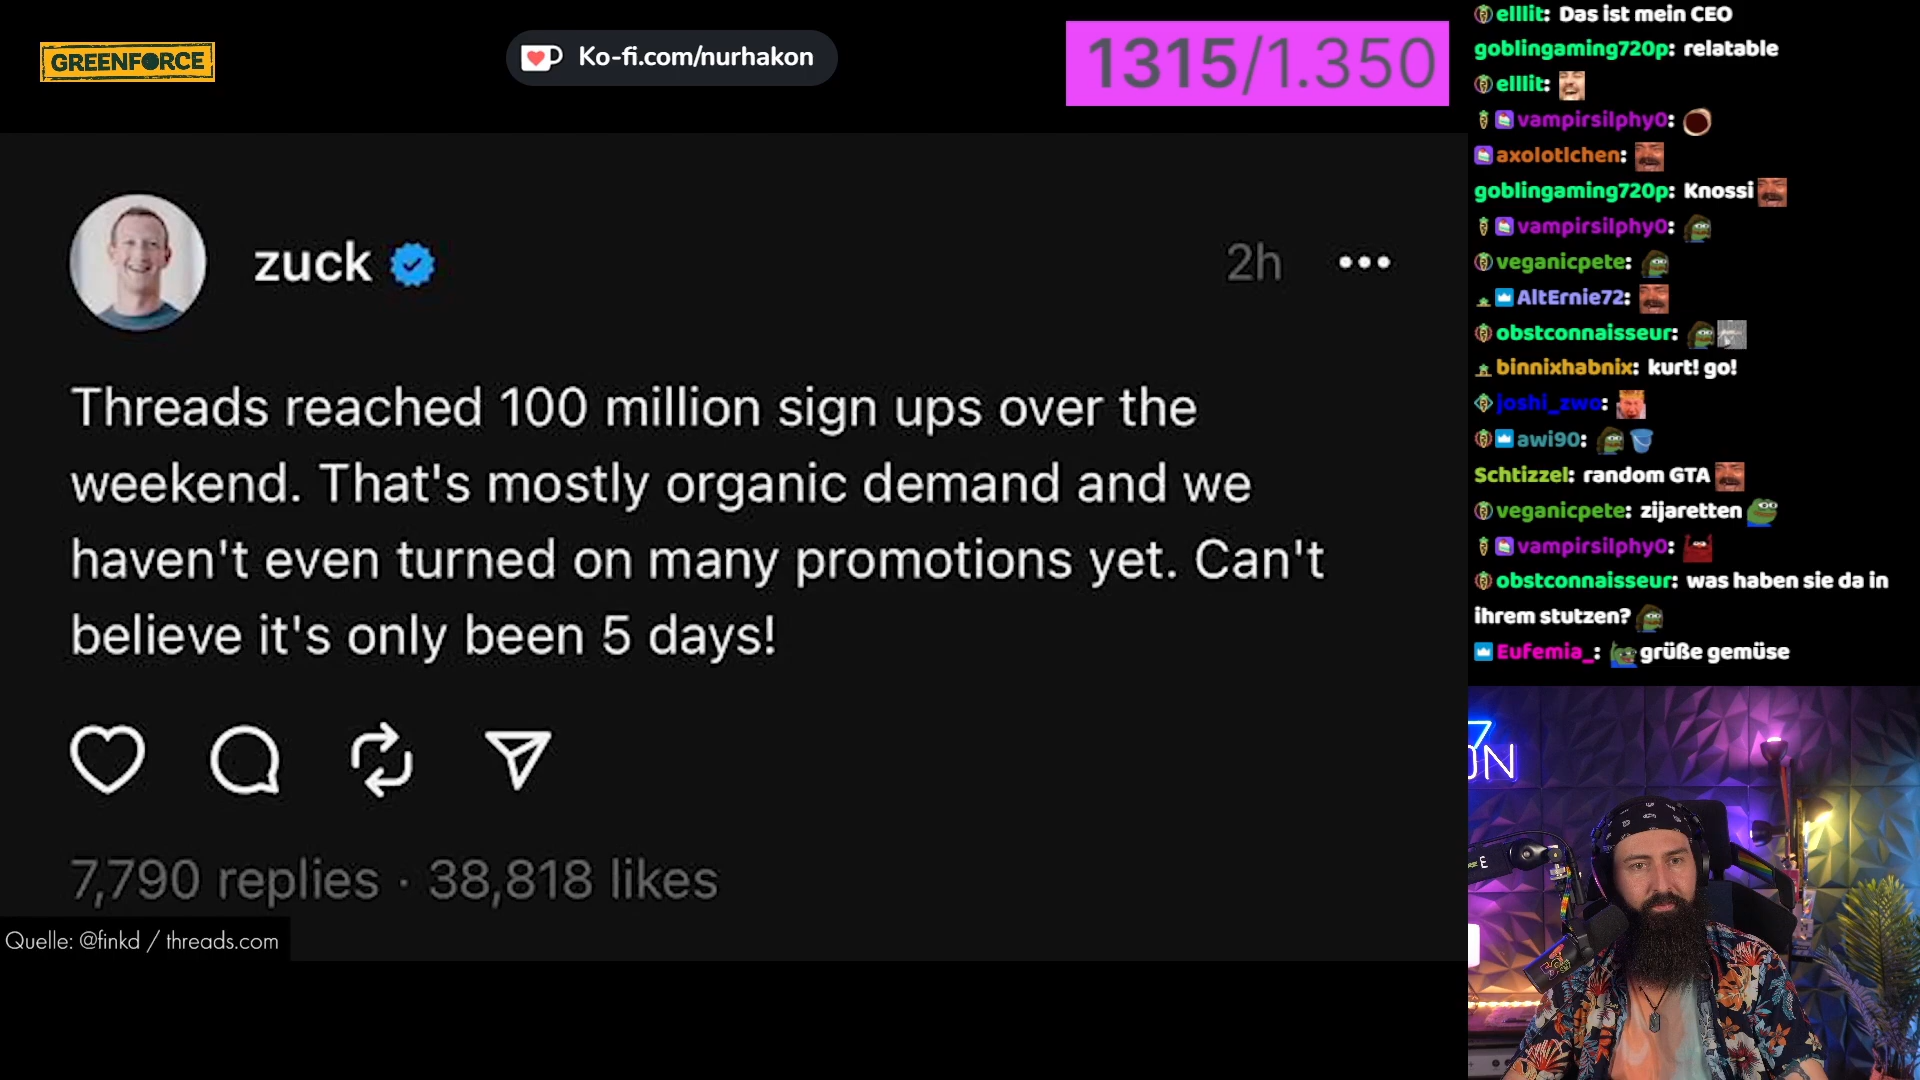 GREENFORCE
Ko-fi.com/nurhakon
1315/1.350
zuck
2h
Threads reached 100 million sign ups over the
weekend. That's mostly organic demand and we
haven't even turned on many promotions yet. Can't
believe it's only been 5 days!
7,790 replies · 38,818 likes
Quelle: @finkd / threads.com
elllit: Das ist mein CEO
goblingaming720p: relatable
elllit:
vampirsilphy0:
axolotlchen:
goblingaming720p: Knossi
vampirsilphy0:
veganicpete:
AltErnie72:
obstconnaisseur:
binnixhabnix: kurt! go!
joshi_zwo:
awi90:
Schtizzel: random GTA
veganicpete: zijaretten
vampirsilphy0:
obstconnaisseur: was haben sie da in
ihrem stutzen?
Eufemia_: grüße gemüse
ON